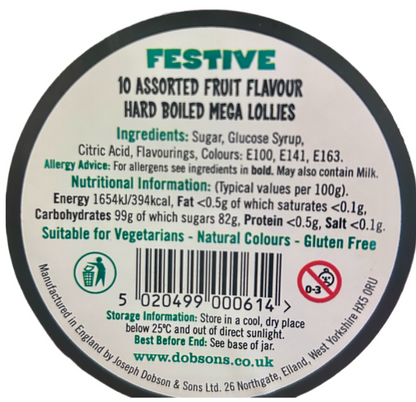 FESTIVE
10 ASSORTED FRUIT FLAVOUR
HARD BOILED MEGA LOLLIES
Ingredients: Sugar, Glucose Syrup,
Citric Acid, Flavourings, Colours: E100, E141, E163.
Allergy Advice: For allergens see ingredients in bold. May also contain Milk.
Nutritional Information: (Typical values per 100g).
Energy 1654kJ/394kcal, Fat <0.5g of which saturates <0.1g,
Carbohydrates 99g of which sugars 82g, Protein <0.5g, Salt <0.1g.
Suitable for Vegetarians - Natural Colours - Gluten Free
0-3
5 020499 000614 >
Storage Information: Store in a cool, dry place
below 25°C and out of direct sunlight.
Best Before End: See base of jar.
www.dobsons.co.uk
Manufactured in England by Joseph Dobson & Sons Ltd. 26 Northgate, Elland, West Yorkshire HX5 0RU